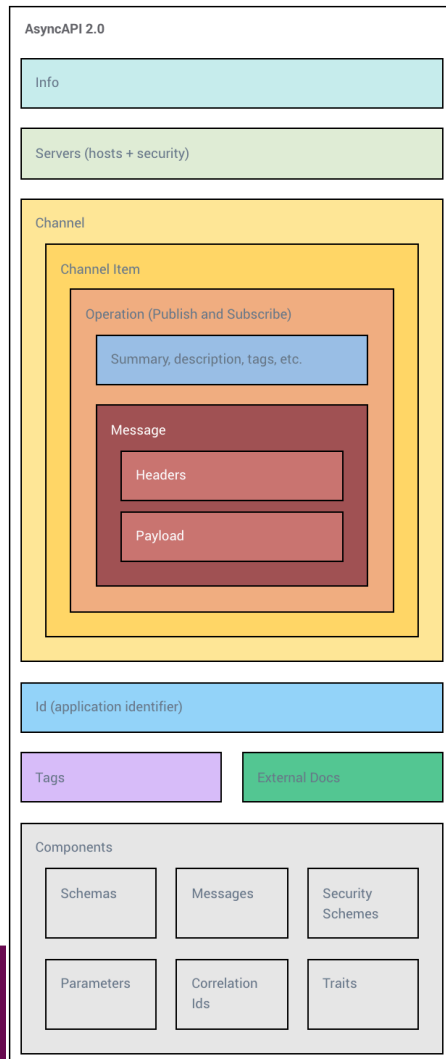 AsyncAPI 2.0
Info
Servers (hosts + security)
Channel
Channel Item
Operation (Publish and Subscribe)
Summary, description, tags, etc.
Message
Headers
Payload
Id (application identifier)
Tags
External Docs
Components
Schemas
Messages
Security
Schemes
Parameters
Correlation
Ids
Traits